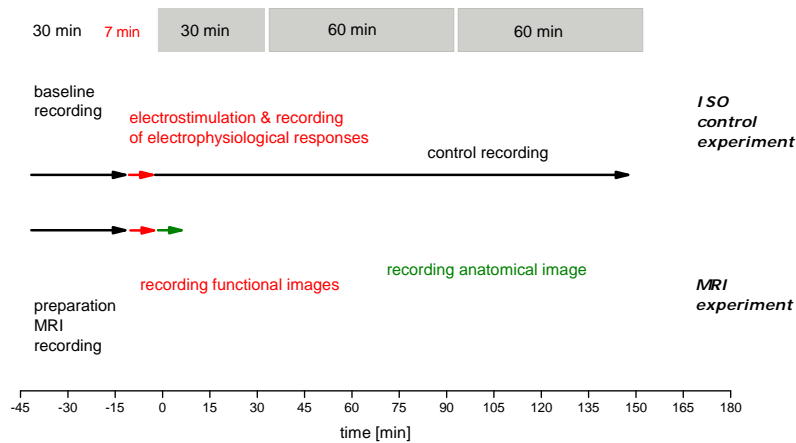 30 min
7 min
30 min
60 min
60 min
baseline
recording
electrostimulation & recording
of electrophysiological responses
control recording
ISO
control
experiment
recording functional images
recording anatomical image
preparation
MRI
recording
MRI
experiment
-45 -30 -15 0 15 30 45 60 75 90 105 120 135 150 165 180
time [min]